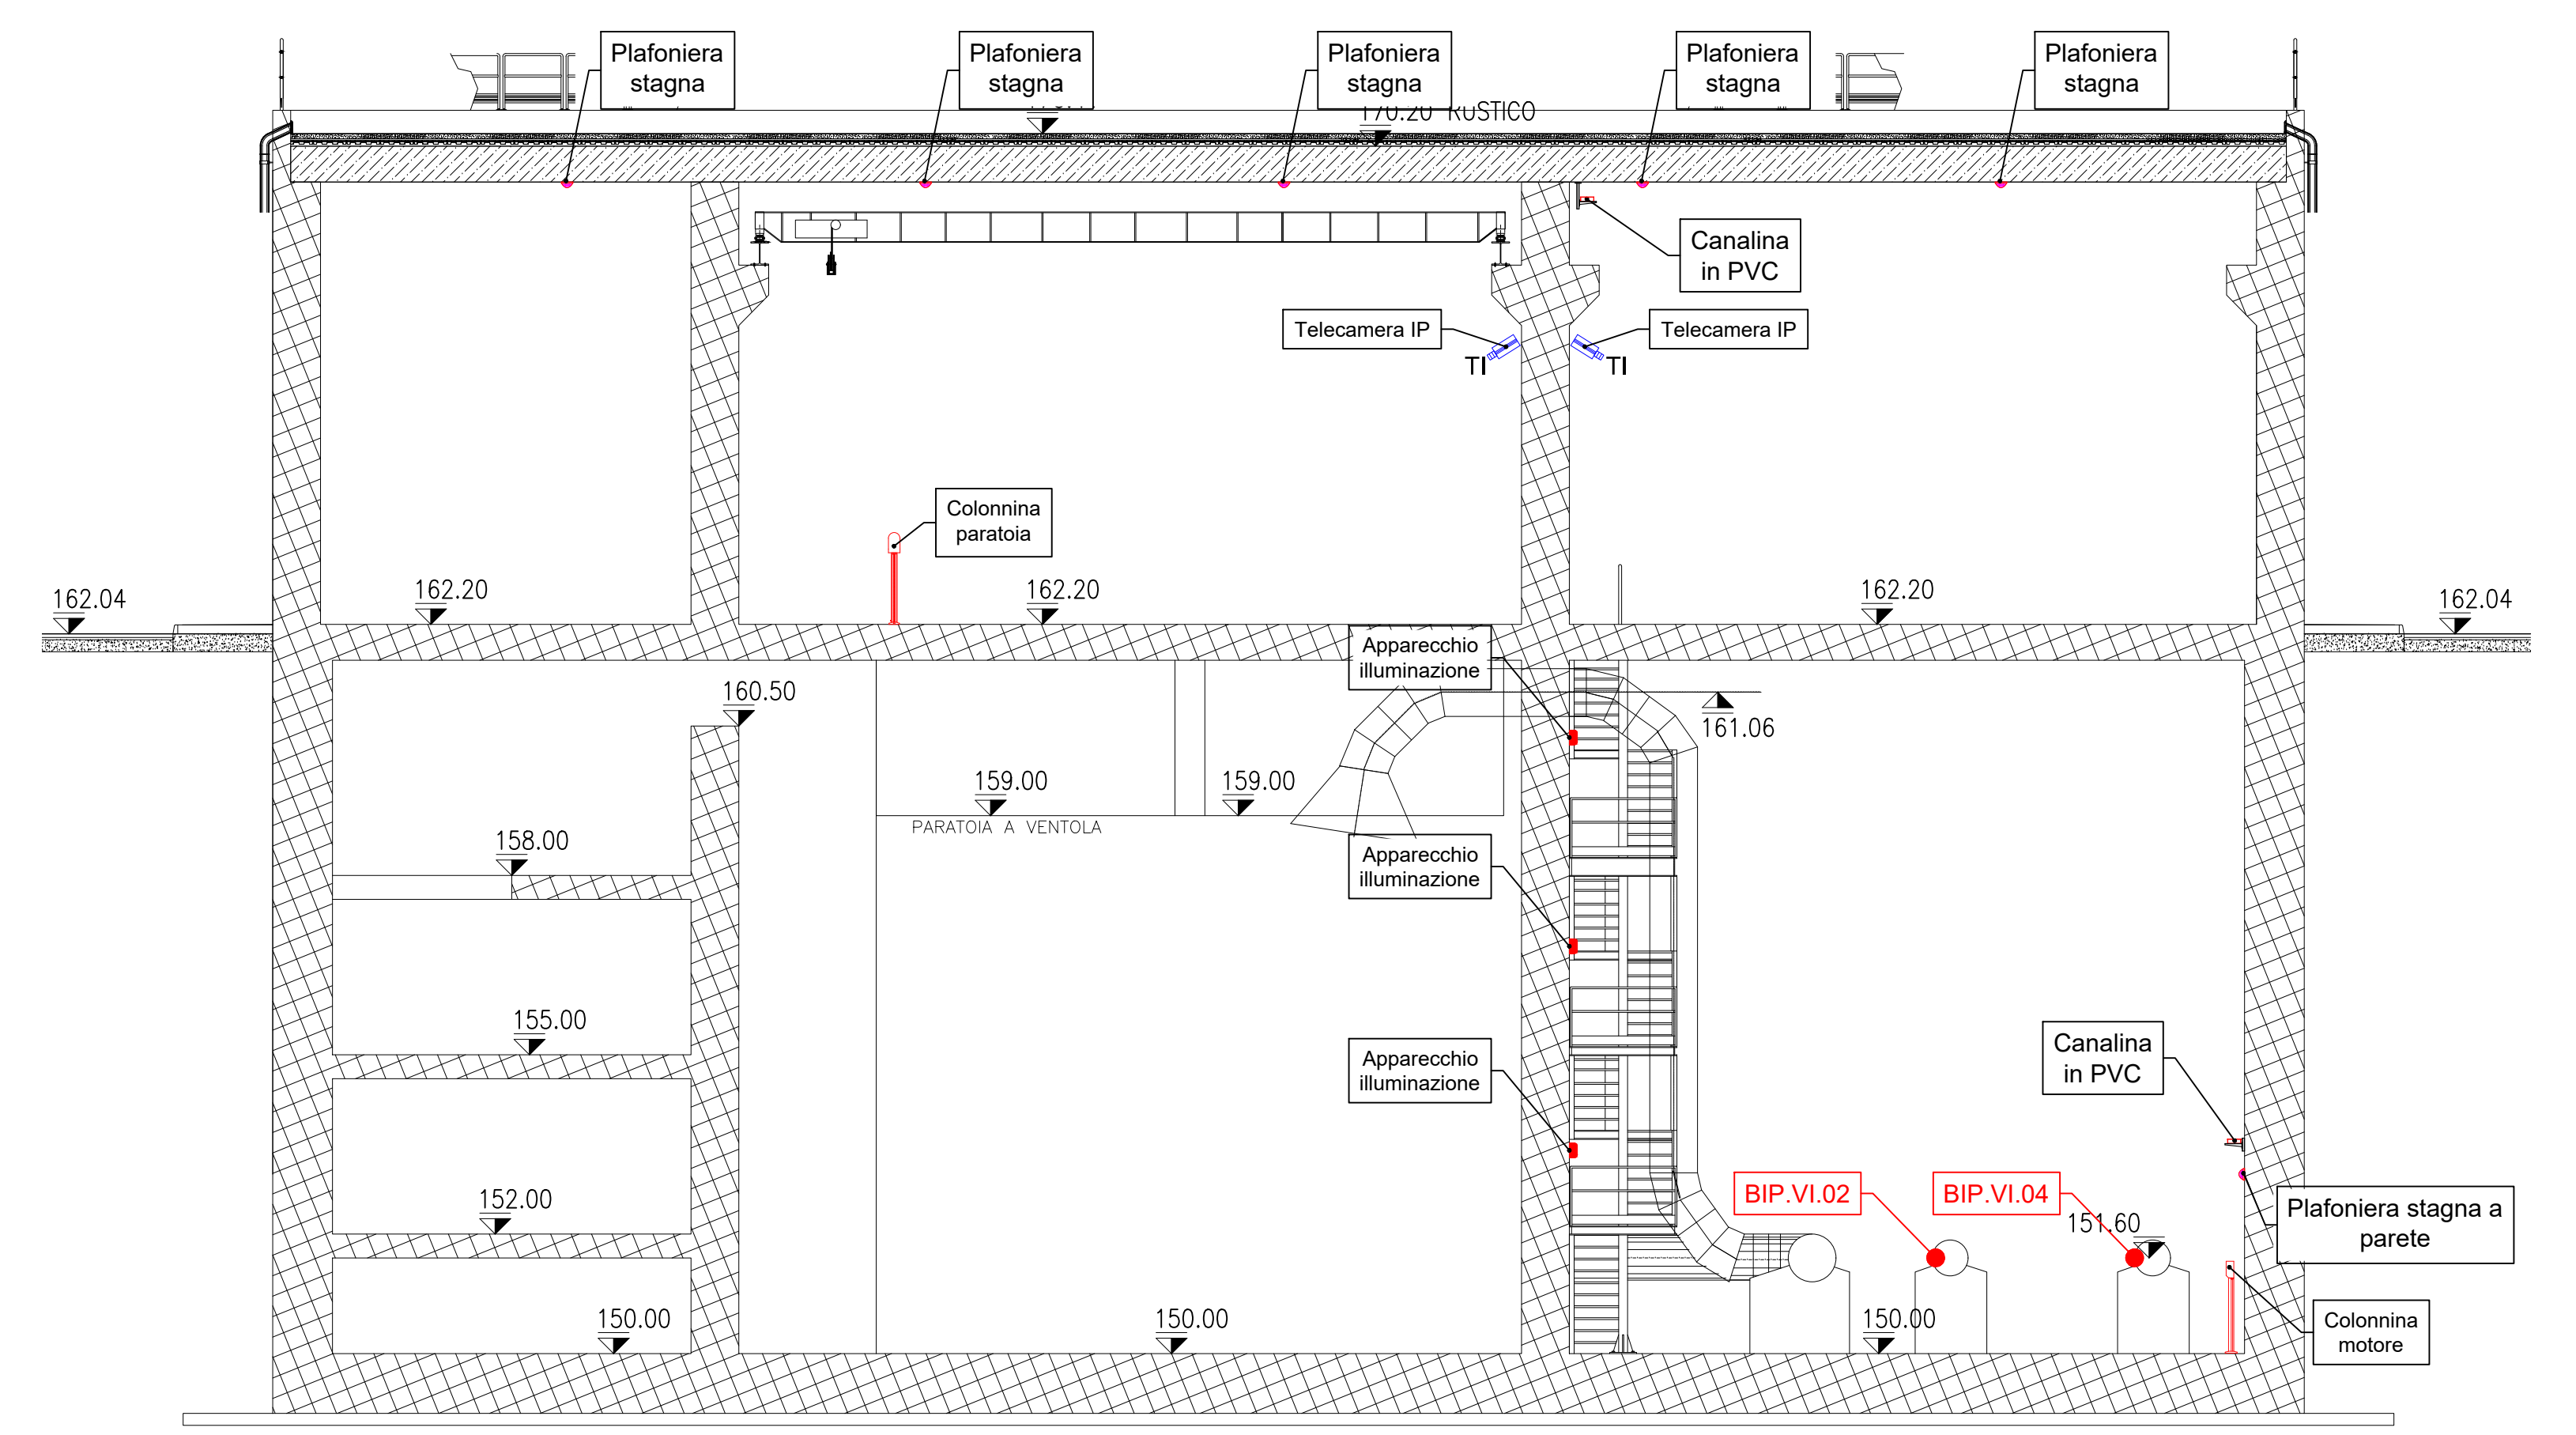 Plafoniera
stagna
Plafoniera
stagna
Plafoniera
stagna
Plafoniera
stagna
Plafoniera
stagna
170.20 RUSTICO
Canalina
in PVC
Telecamera IP
Telecamera IP
TI
TI
Colonnina
paratoia
162.04
162.20
162.20
162.20
162.04
Apparecchio
illuminazione
160.50
161.06
159.00
159.00
PARATOIA A VENTOLA
158.00
Apparecchio
illuminazione
155.00
Apparecchio
illuminazione
Canalina
in PVC
152.00
BIP.VI.02
BIP.VI.04
151.60
Plafoniera stagna a
parete
150.00
150.00
150.00
Colonnina
motore